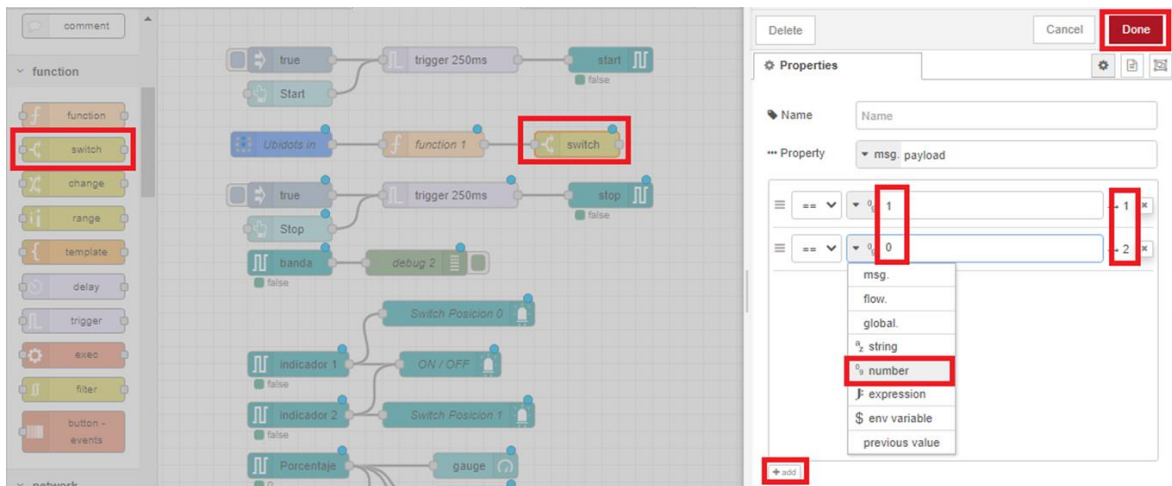 comment
function
function
switch
change
range
template
delay
trigger
exec
filter
button -
events
network
true
trigger 250ms
start
false
Start
Ubidots in
function 1
switch
true
trigger 250ms
stop
false
Stop
banda
debug 2
false
Switch Posicion 0
indicador 1
ON / OFF
false
indicador 2
Switch Posicion 1
false
Porcentaje
gauge
0
Delete
Cancel
Done
Properties
Name
Name
Property
msg. payload
== 1 → 1
== 0 → 2
msg.
flow.
global.
string
number
expression
$ env variable
previous value
+ add